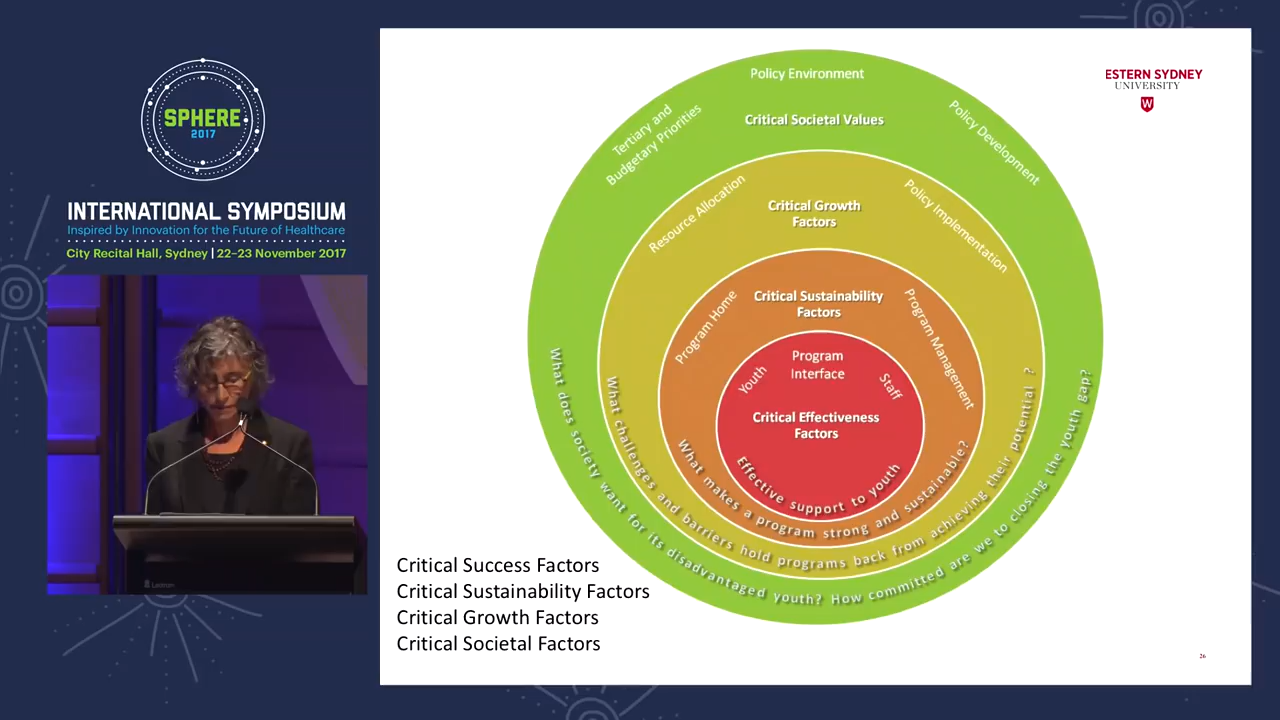 SPHERE
2017
INTERNATIONAL SYMPOSIUM
Inspired by Innovation for the Future of Healthcare
City Recital Hall, Sydney | 22–23 November 2017
ESTERN SYDNEY
UNIVERSITY
W
Policy Environment
Tertiary and
Budgetary Priorities
Critical Societal Values
Policy Development
Resource Allocation
Critical Growth
Factors
Policy Implementation
Program Home
Critical Sustainability
Factors
Program Management
Youth
Program
Interface
Staff
Critical Effectiveness
Factors
Effective support to youth
What makes a program strong and sustainable?
What challenges and barriers hold programs back from achieving their potential ?
What does society want for its disadvantaged youth? How committed are we to closing the youth gap?
Critical Success Factors
Critical Sustainability Factors
Critical Growth Factors
Critical Societal Factors
26